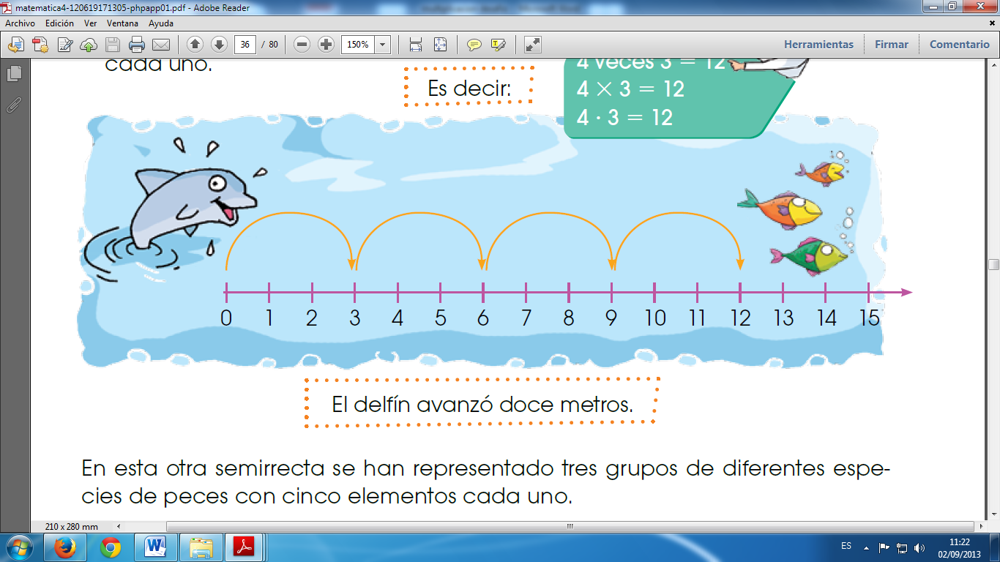 matematica4-120619171305-phpapp01.pdf - Adobe Reader
Archivo Edición Ver Ventana Ayuda
36 / 80 150% Herramientas Firmar Comentario
cada uno.
4 veces 3 = 12
Es decir:
4 × 3 = 12
4 · 3 = 12
0 1 2 3 4 5 6 7 8 9 10 11 12 13 14 15
El delfín avanzó doce metros.
En esta otra semirrecta se han representado tres grupos de diferentes espe-
cies de peces con cinco elementos cada uno.
210 x 280 mm
ES 11:22
02/09/2013